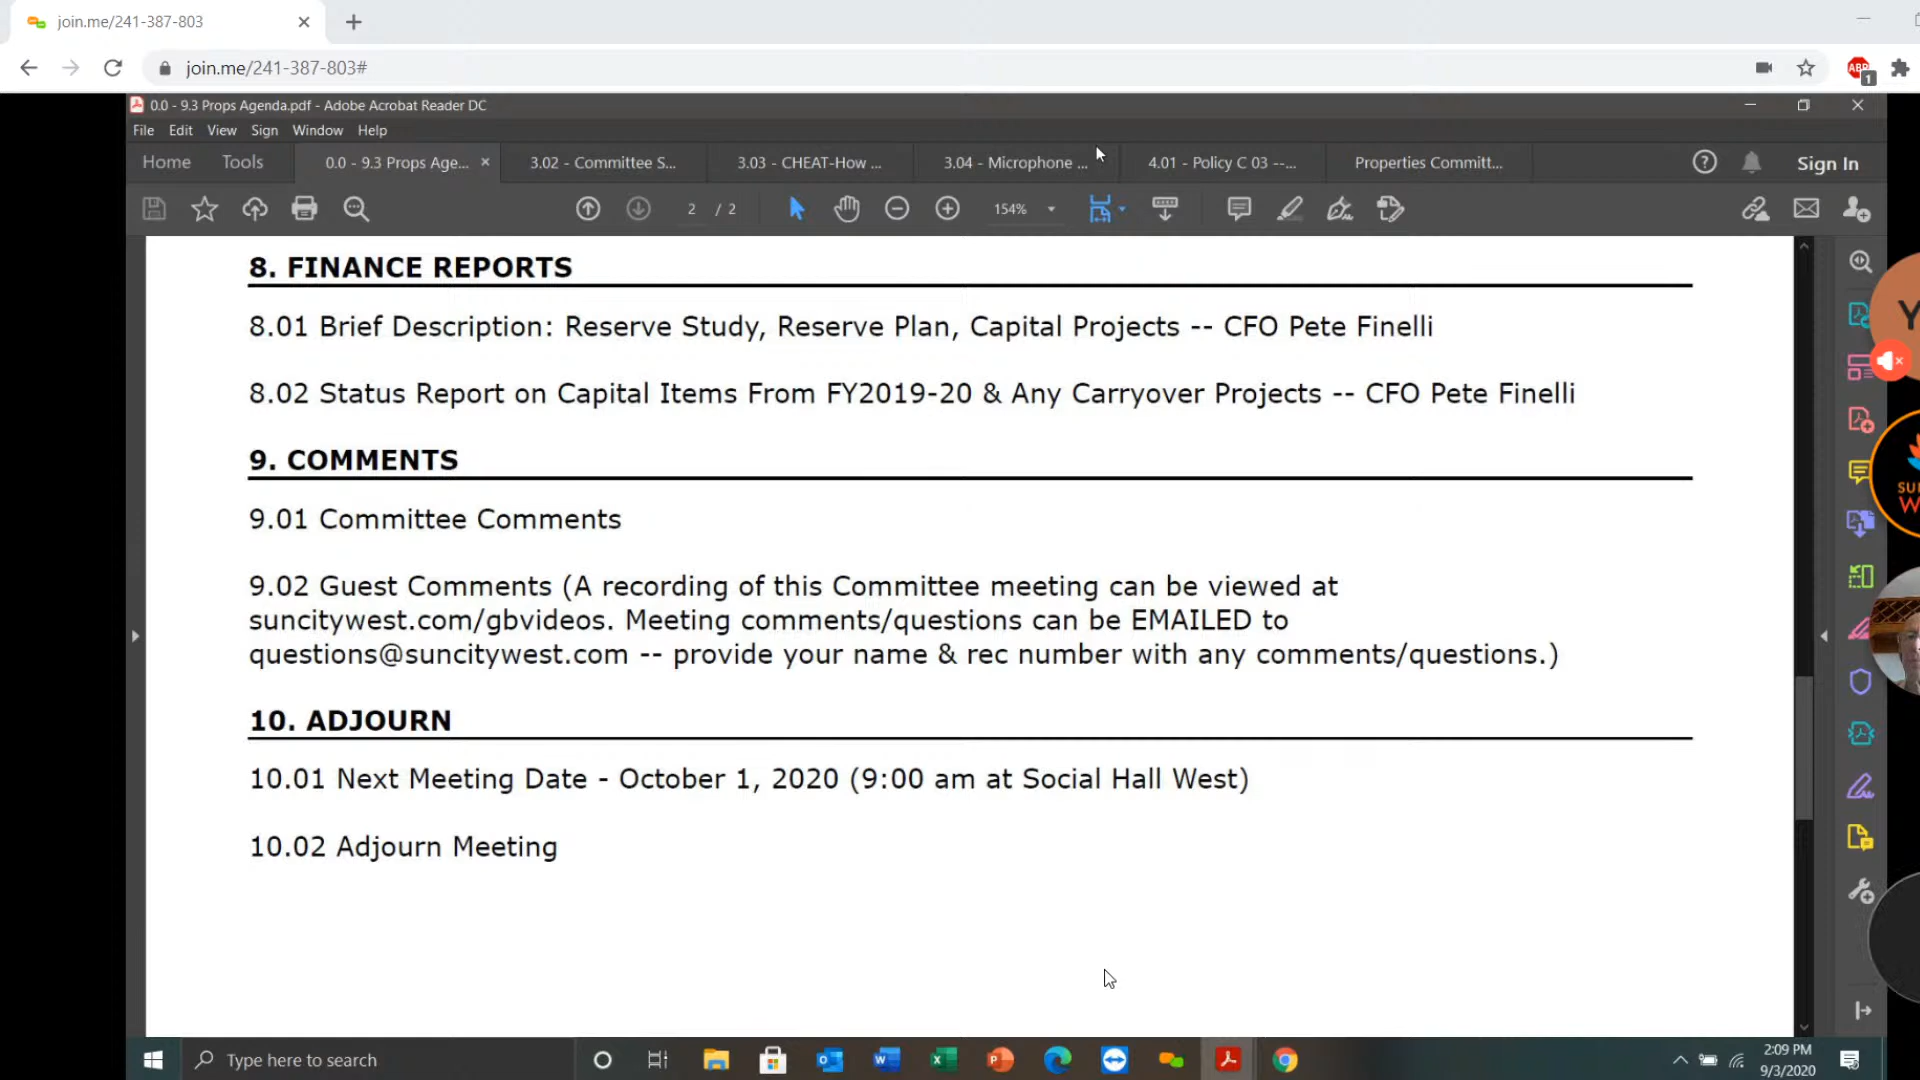 join.me/241-387-803
join.me/241-387-803#
ABP
1
0.0 - 9.3 Props Agenda.pdf - Adobe Acrobat Reader DC
File Edit View Sign Window Help
Home Tools 0.0 - 9.3 Props Age... 3.02 - Committee S... 3.03 - CHEAT-How ... 3.04 - Microphone ... 4.01 - Policy C 03 --... Properties Committ... Sign In
2 / 2 154%
8. FINANCE REPORTS
8.01 Brief Description: Reserve Study, Reserve Plan, Capital Projects -- CFO Pete Finelli
8.02 Status Report on Capital Items From FY2019-20 & Any Carryover Projects -- CFO Pete Finelli
9. COMMENTS
9.01 Committee Comments
9.02 Guest Comments (A recording of this Committee meeting can be viewed at
suncitywest.com/gbvideos. Meeting comments/questions can be EMAILED to
questions@suncitywest.com -- provide your name & rec number with any comments/questions.)
10. ADJOURN
10.01 Next Meeting Date - October 1, 2020 (9:00 am at Social Hall West)
10.02 Adjourn Meeting
Y
Type here to search
2:09 PM
9/3/2020